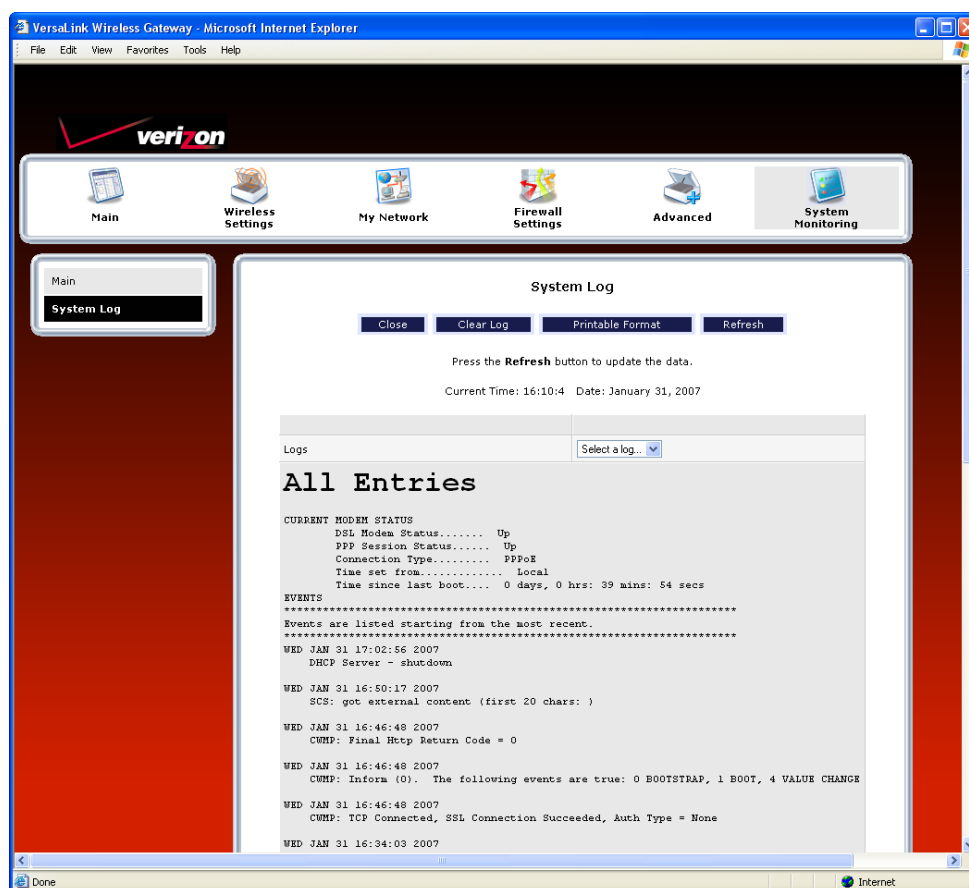 VersaLink Wireless Gateway - Microsoft Internet Explorer
File Edit View Favorites Tools Help
verizon
Main
Wireless Settings
My Network
Firewall Settings
Advanced
System Monitoring
Main
System Log
System Log
Close Clear Log Printable Format Refresh
Press the Refresh button to update the data.
Current Time: 16:10:4 Date: January 31, 2007
Logs Select a log...
All Entries
CURRENT MODEM STATUS
DSL Modem Status....... Up
PPP Session Status...... Up
Connection Type......... PPPoE
Time set from............. Local
Time since last boot.... 0 days, 0 hrs: 39 mins: 54 secs
EVENTS
**********************************************************************
Events are listed starting from the most recent.
**********************************************************************
WED JAN 31 17:02:56 2007
DHCP Server - shutdown
WED JAN 31 16:50:17 2007
SCS: got external content (first 20 chars: )
WED JAN 31 16:46:48 2007
CWMP: Final Http Return Code = 0
WED JAN 31 16:46:48 2007
CWMP: Inform (0). The following events are true: 0 BOOTSTRAP, 1 BOOT, 4 VALUE CHANGE
WED JAN 31 16:46:48 2007
CWMP: TCP Connected, SSL Connection Succeeded, Auth Type = None
WED JAN 31 16:34:03 2007
Done Internet